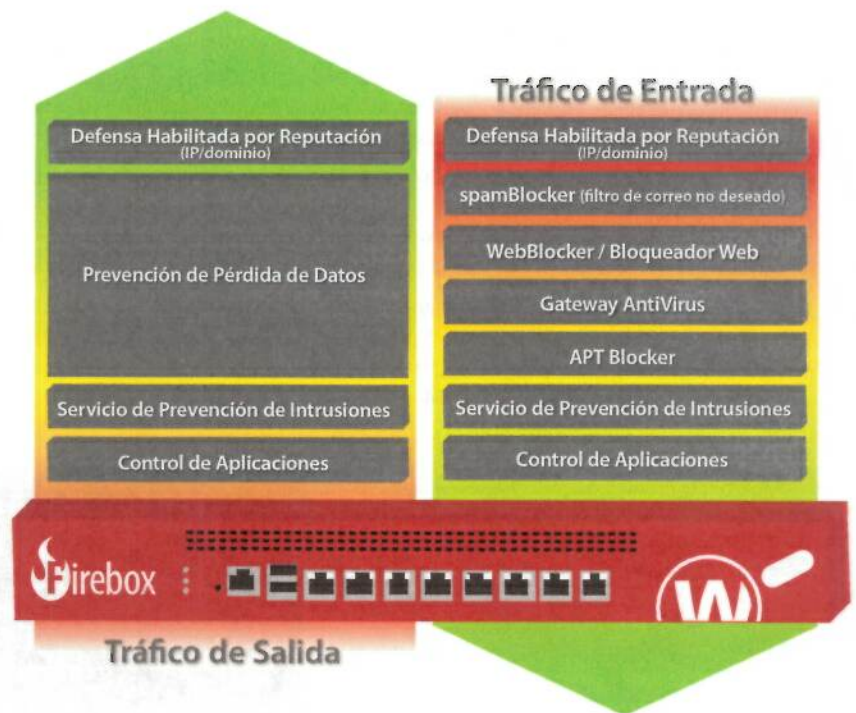 Defensa Habilitada por Reputación
(IP/dominio)
Prevención de Pérdida de Datos
Servicio de Prevención de Intrusiones
Control de Aplicaciones
Tráfico de Entrada
Defensa Habilitada por Reputación
(IP/dominio)
spamBlocker (filtro de correo no deseado)
WebBlocker / Bloqueador Web
Gateway AntiVirus
APT Blocker
Servicio de Prevención de Intrusiones
Control de Aplicaciones
Firebox
W
Tráfico de Salida